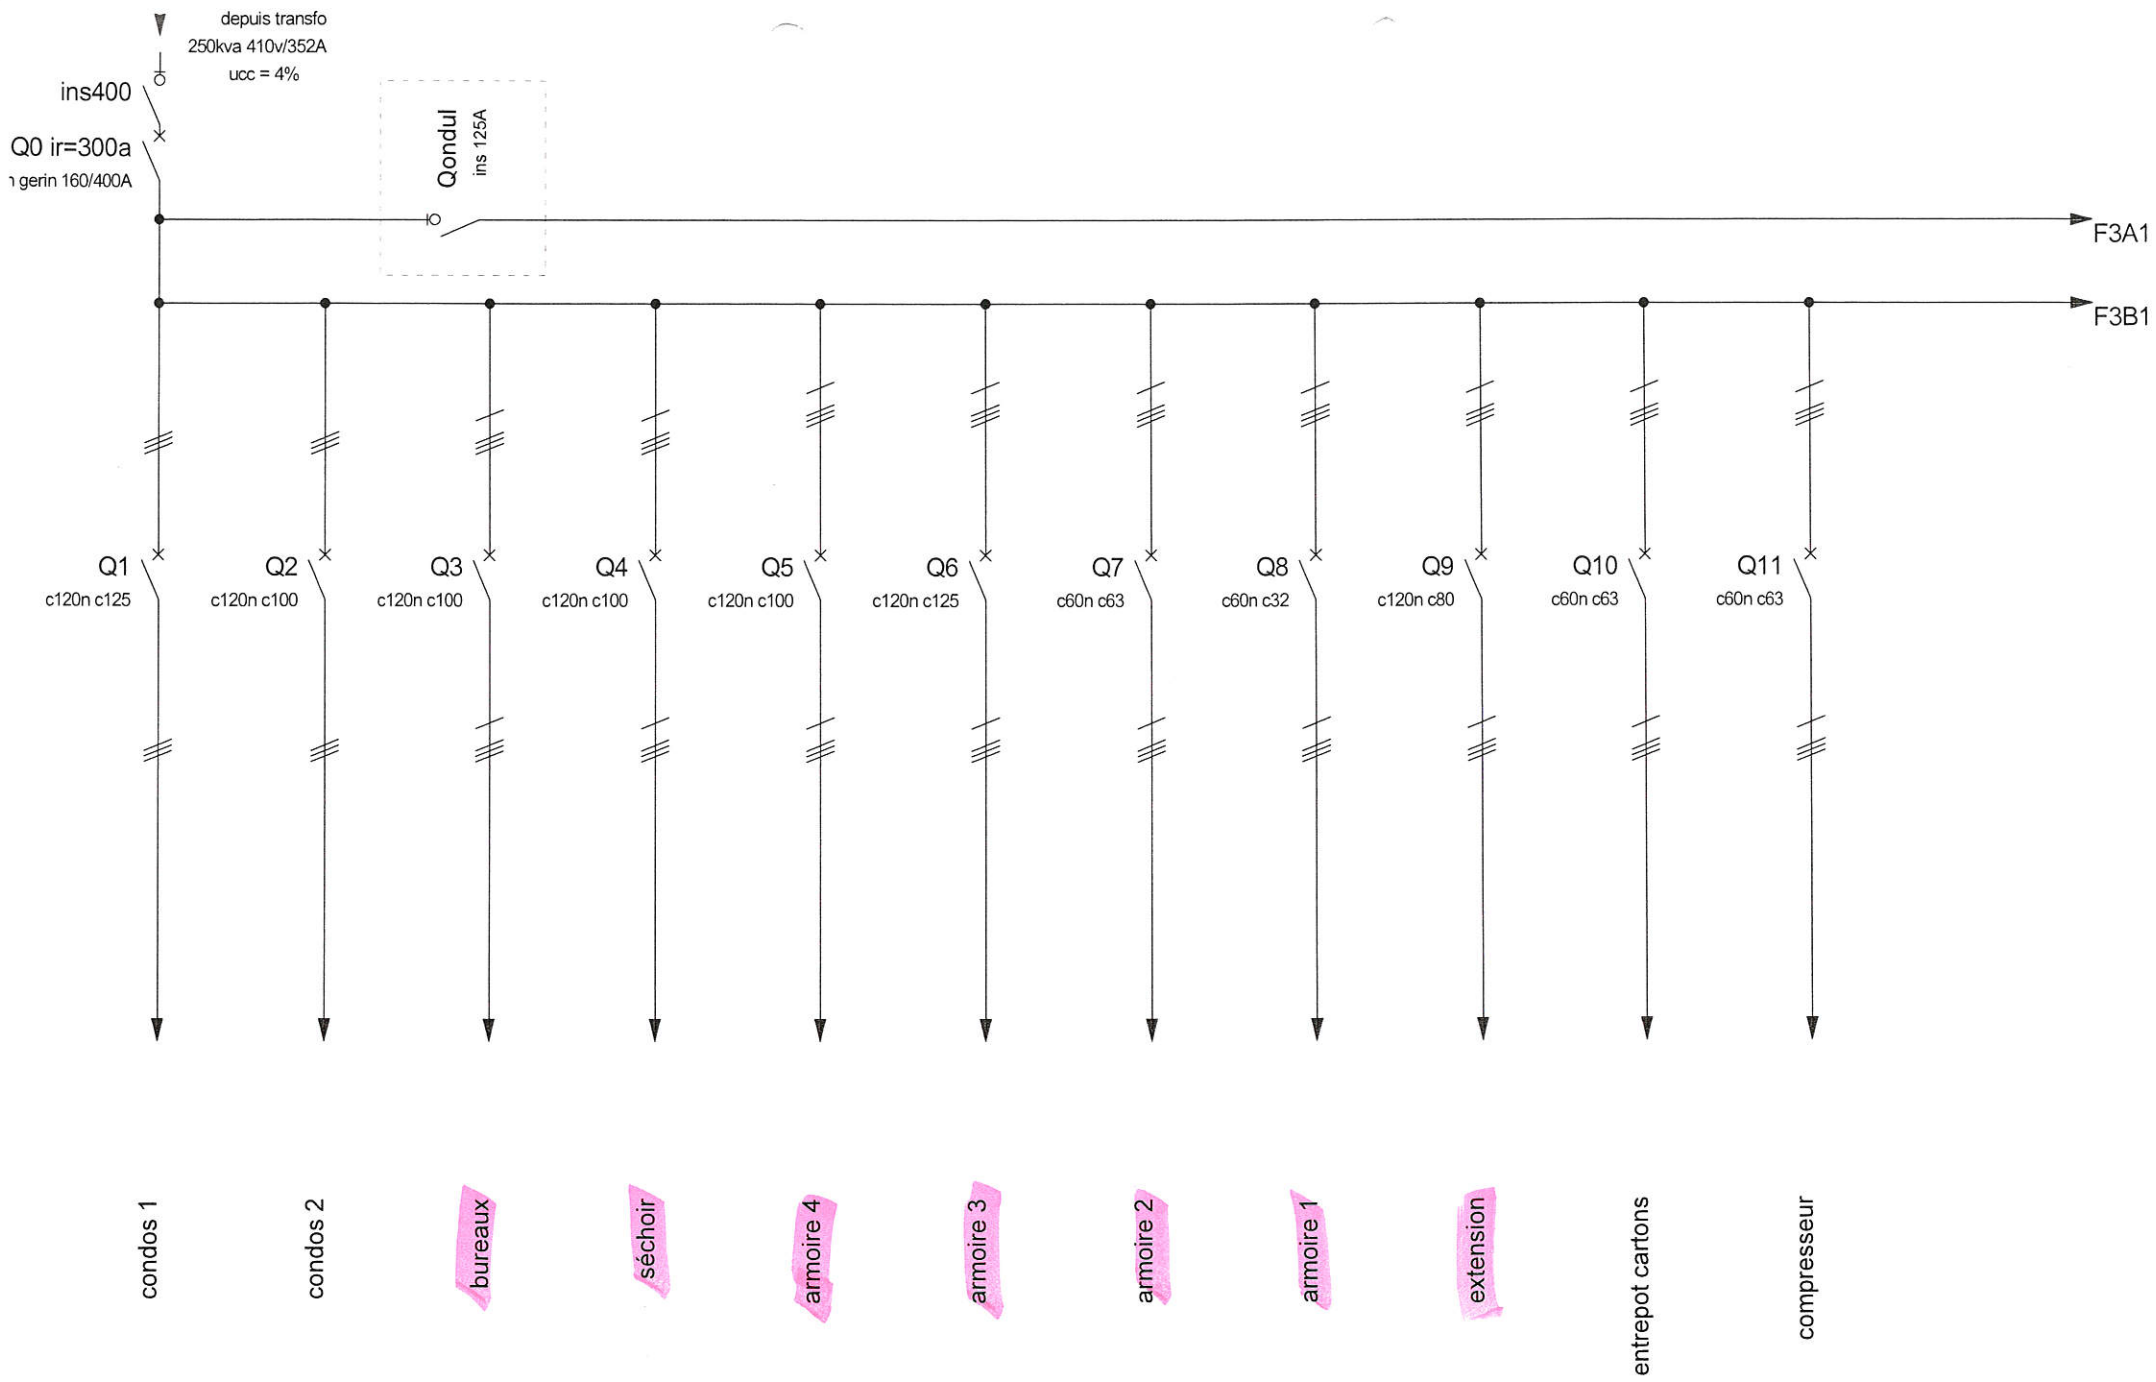 depuis transfo
250kva 410v/352A
ucc = 4%
ins400
Q0 ir=300a
gerin 160/400A
Qondul
ins 125A
F3A1
F3B1
Q1
c120n c125
Q2
c120n c100
Q3
c120n c100
Q4
c120n c100
Q5
c120n c100
Q6
c120n c125
Q7
c60n c63
Q8
c60n c32
Q9
c120n c80
Q10
c60n c63
Q11
c60n c63
condos 1
condos 2
bureaux
séchoir
armoire 4
armoire 3
armoire 2
armoire 1
extension
entrepot cartons
compresseur